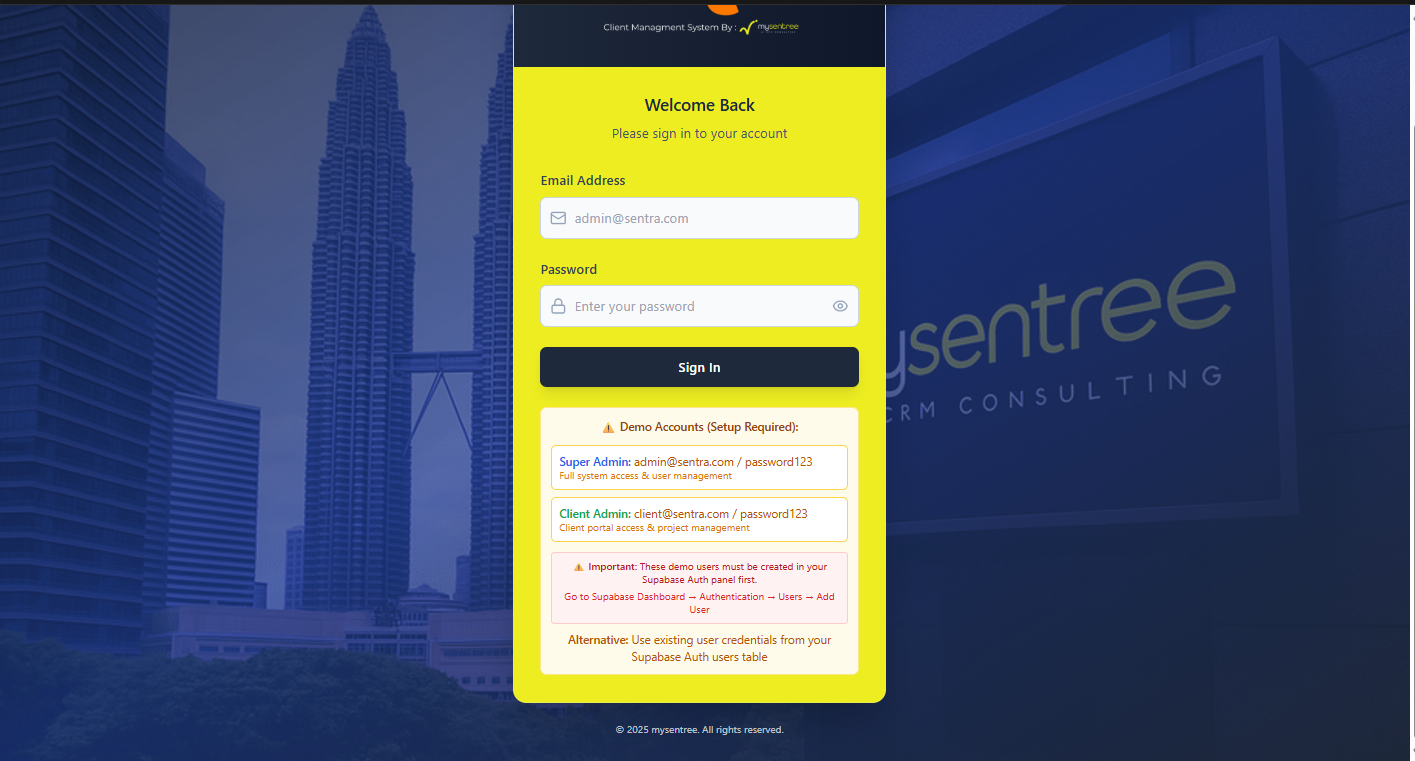 Client Managment System By : mysentree
Welcome Back
Please sign in to your account
Email Address
admin@sentra.com
Password
Enter your password
Sign In
⚠️ Demo Accounts (Setup Required):
Super Admin: admin@sentra.com / password123
Full system access & user management
Client Admin: client@sentra.com / password123
Client portal access & project management
⚠️ Important: These demo users must be created in your
Supabase Auth panel first.
Go to Supabase Dashboard → Authentication → Users → Add
User
Alternative: Use existing user credentials from your
Supabase Auth users table
© 2025 mysentree. All rights reserved.
ysentree
CRM CONSULTING